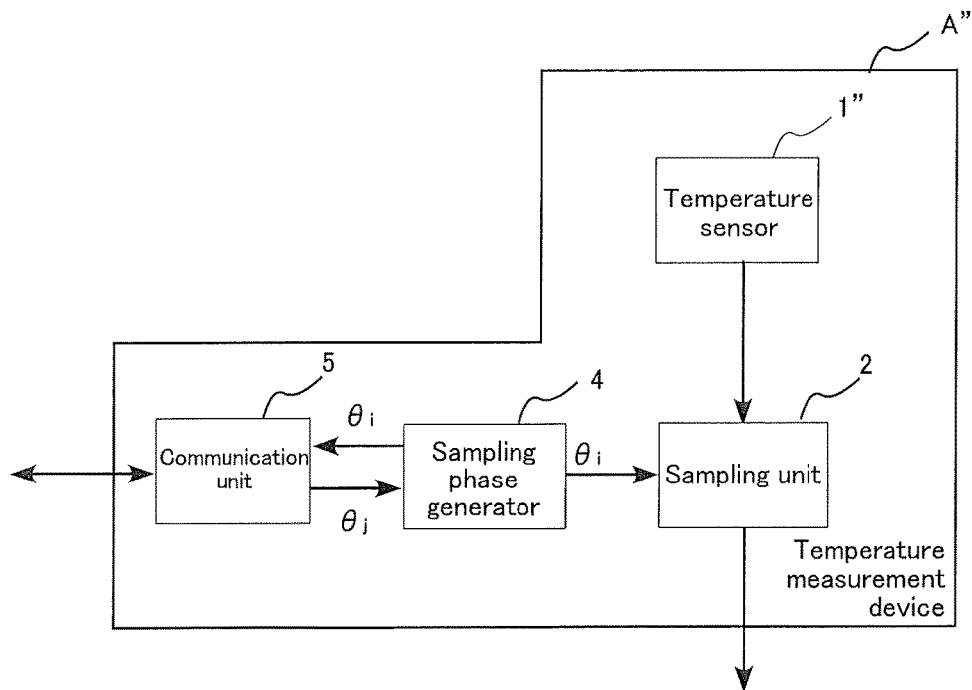 A”
1”
Temperature
sensor
5
4
2
θi
Communication
unit
θj
Sampling
phase
generator
θi
Sampling unit
Temperature
measurement
device